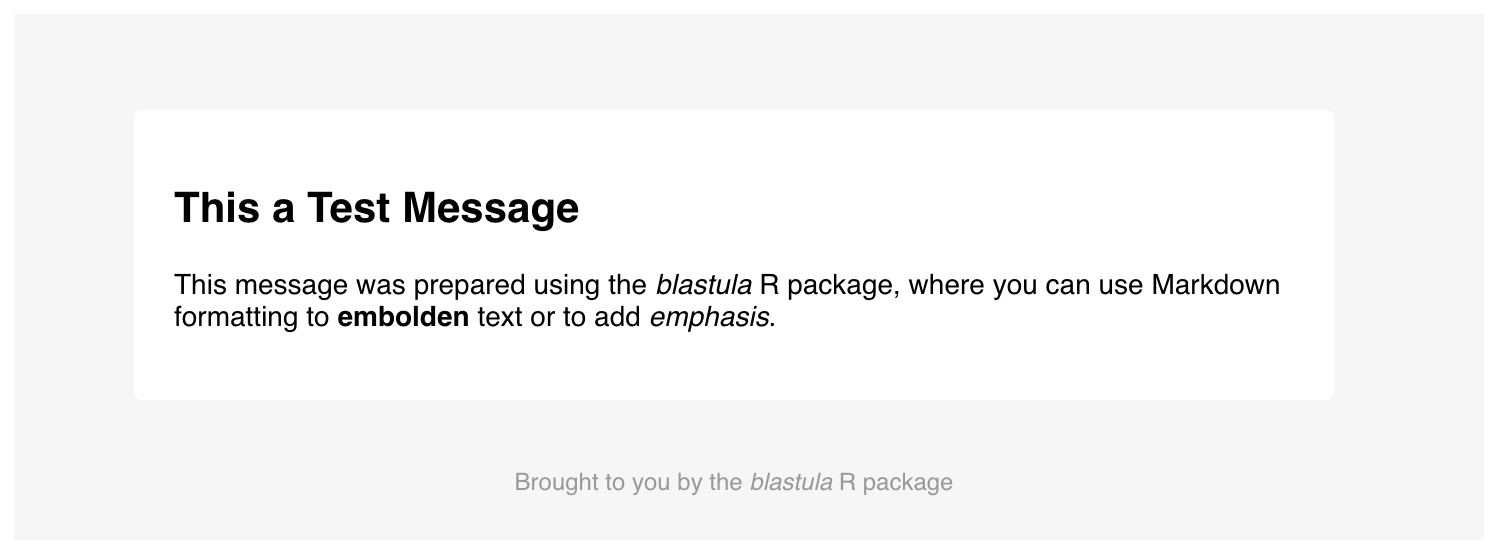 This a Test Message
This message was prepared using the blastula R package, where you can use Markdown
formatting to embolden text or to add emphasis.
Brought to you by the blastula R package